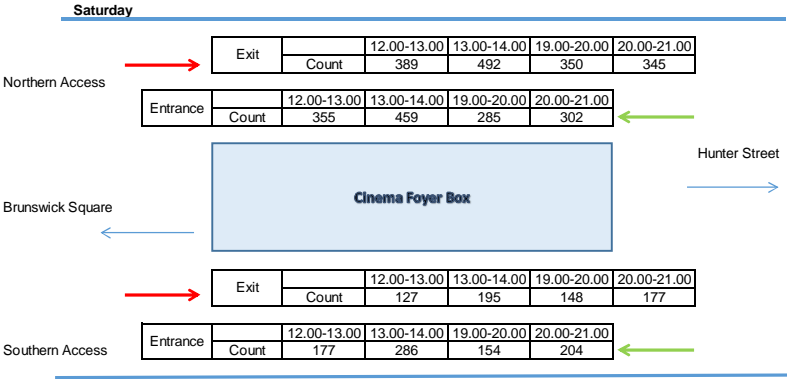 Saturday
Exit 12.00-13.00 13.00-14.00 19.00-20.00 20.00-21.00
Count 389 492 350 345
Northern Access
Entrance 12.00-13.00 13.00-14.00 19.00-20.00 20.00-21.00
Count 355 459 285 302
Hunter Street
Cinema Foyer Box
Brunswick Square
Exit 12.00-13.00 13.00-14.00 19.00-20.00 20.00-21.00
Count 127 195 148 177
Entrance 12.00-13.00 13.00-14.00 19.00-20.00 20.00-21.00
Southern Access
Count 177 286 154 204